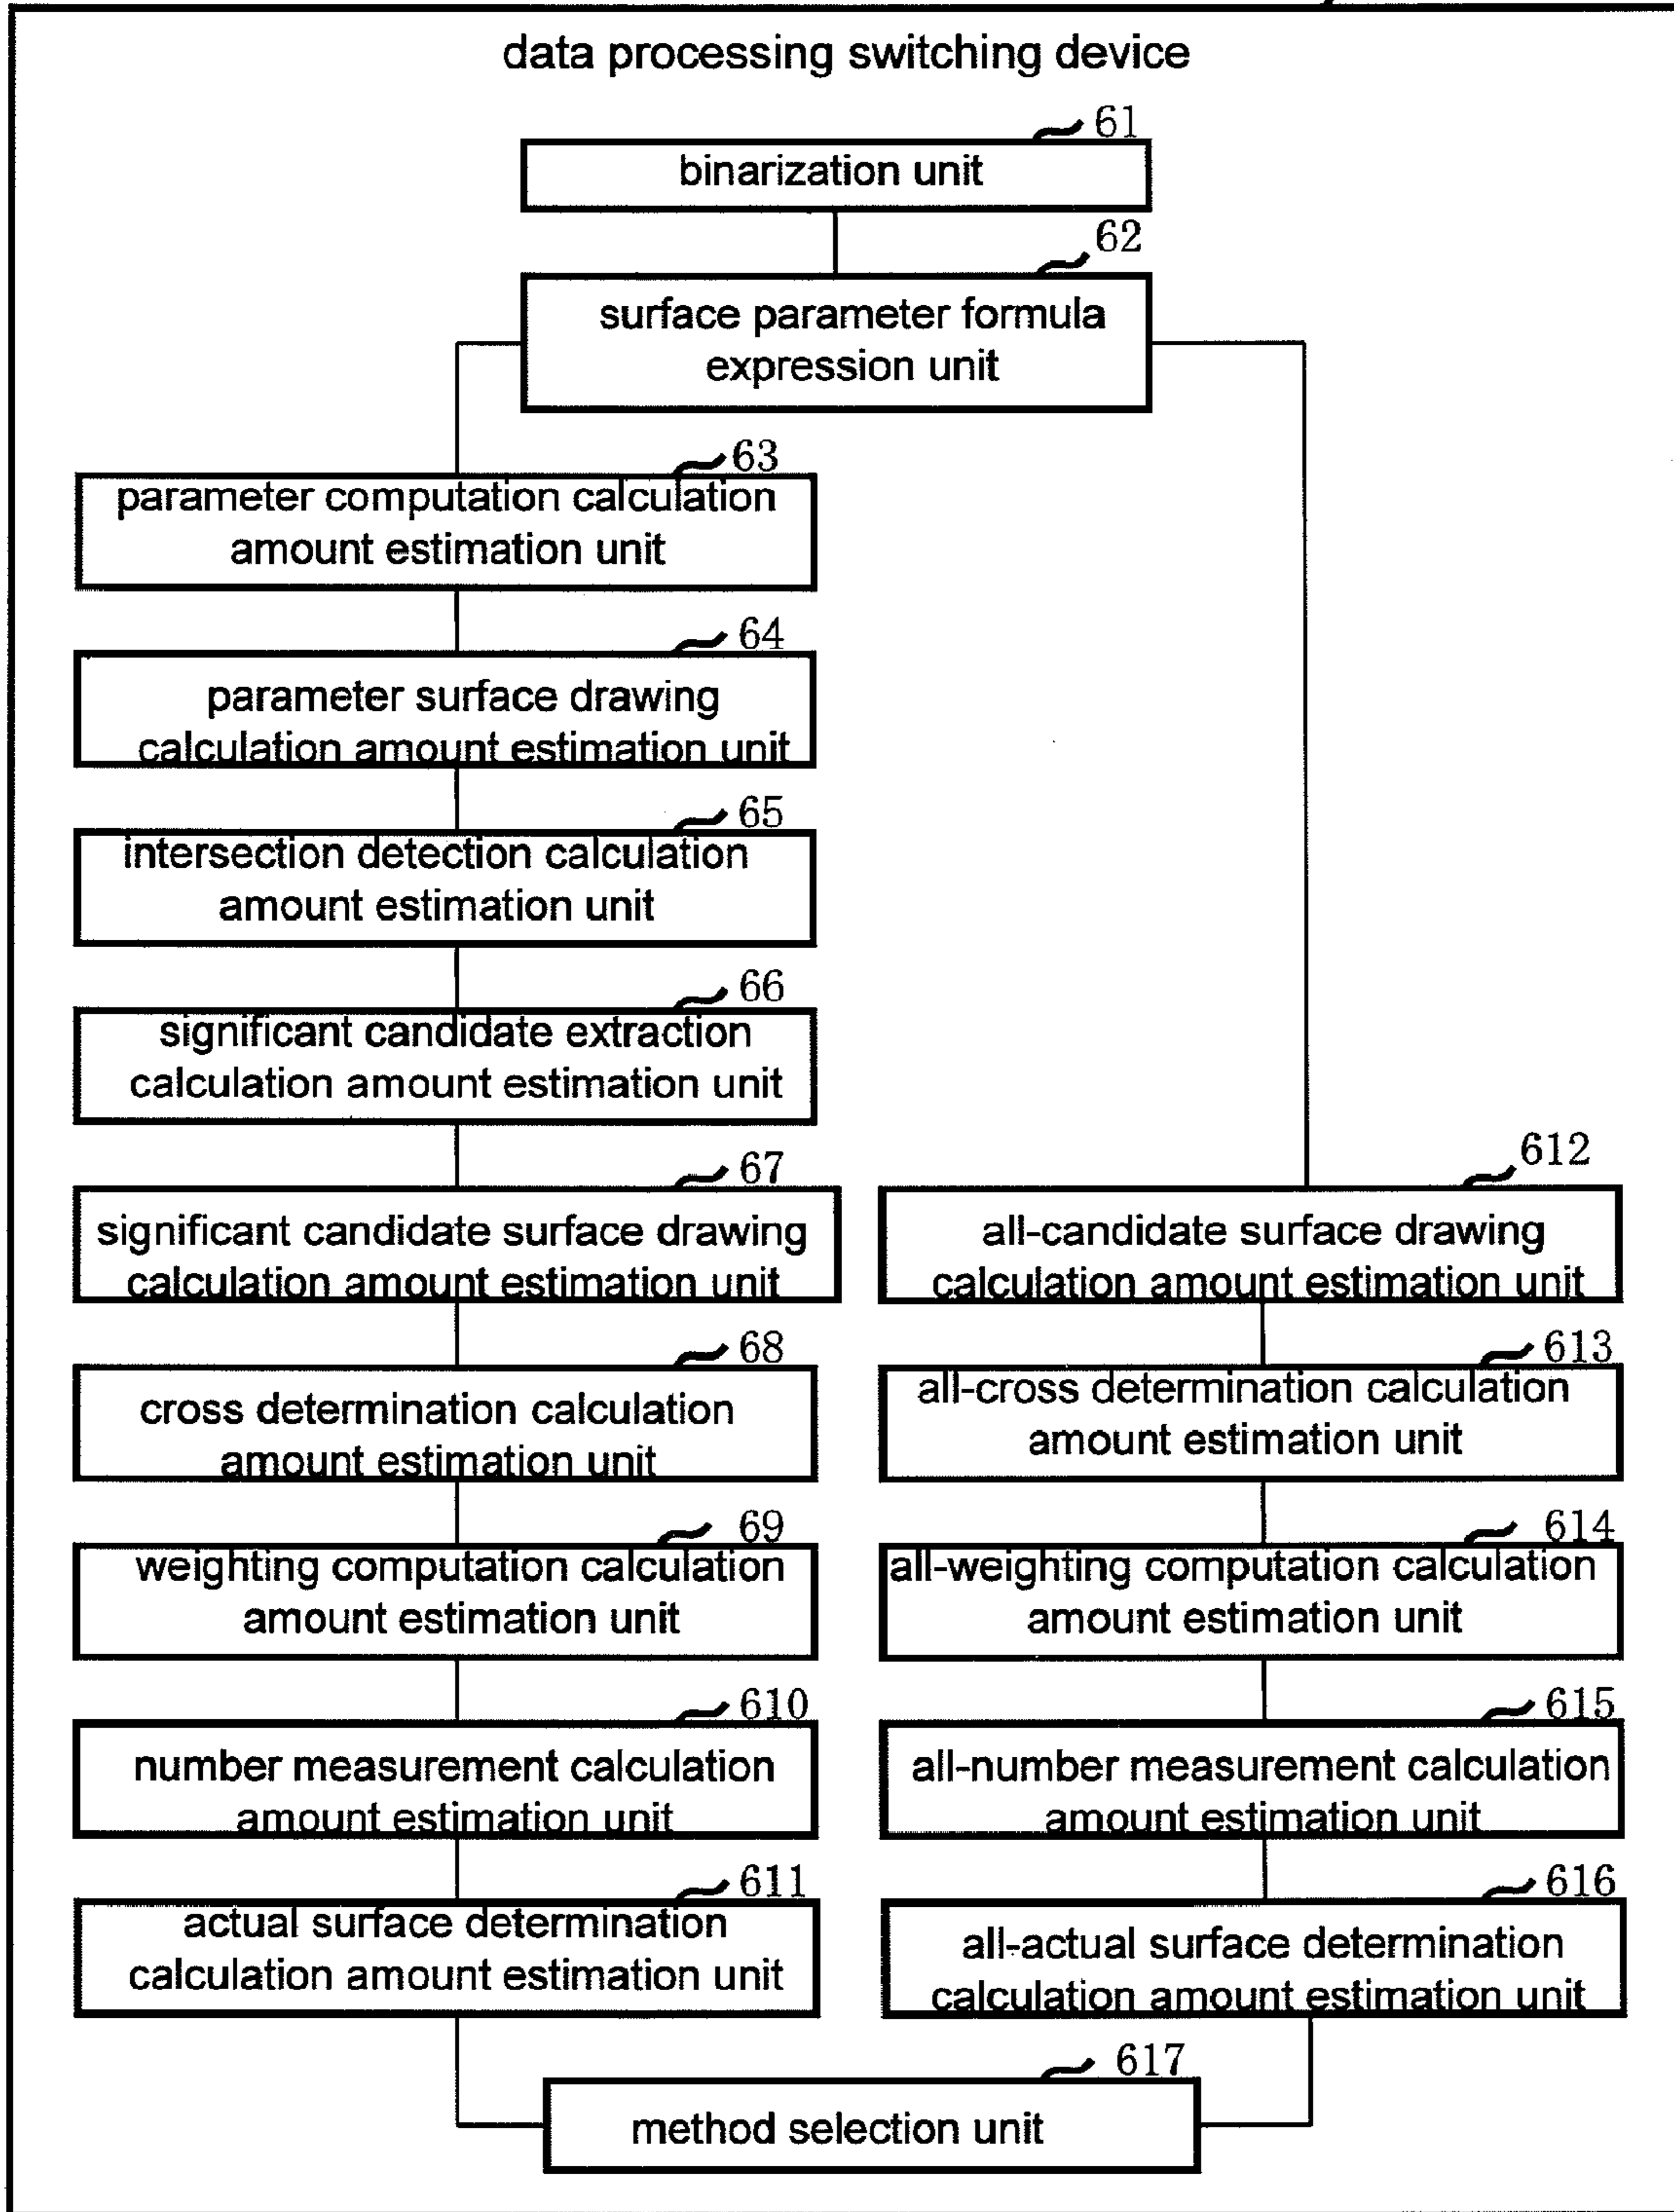 data processing switching device
61
binarization unit
62
surface parameter formula
expression unit
63
parameter computation calculation
amount estimation unit
64
parameter surface drawing
calculation amount estimation unit
65
intersection detection calculation
amount estimation unit
66
significant candidate extraction
calculation amount estimation unit
67
significant candidate surface drawing
calculation amount estimation unit
68
cross determination calculation
amount estimation unit
69
weighting computation calculation
amount estimation unit
610
number measurement calculation
amount estimation unit
611
actual surface determination
calculation amount estimation unit
612
all-candidate surface drawing
calculation amount estimation unit
613
all-cross determination calculation
amount estimation unit
614
all-weighting computation calculation
amount estimation unit
615
all-number measurement calculation
amount estimation unit
616
all-actual surface determination
calculation amount estimation unit
617
method selection unit